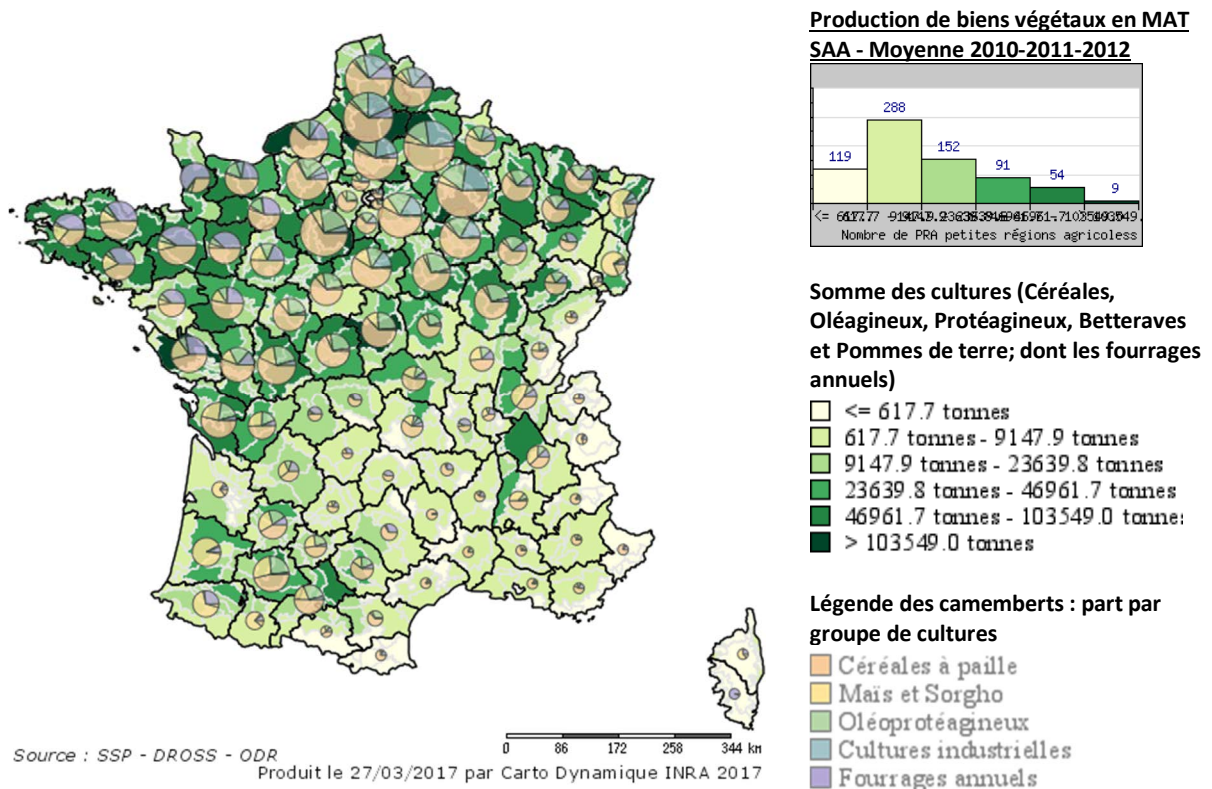 Production de biens végétaux en MAT
SAA - Moyenne 2010-2011-2012
288
152
119
91
54
9
Nombre de PRA petites régions agricoless
Somme des cultures (Céréales,
Oléagineux, Protéagineux, Betteraves
et Pommes de terre; dont les fourrages
annuels)
<= 617.7 tonnes
617.7 tonnes - 9147.9 tonnes
9147.9 tonnes - 23639.8 tonnes
23639.8 tonnes - 46961.7 tonnes
46961.7 tonnes - 103549.0 tonnes
> 103549.0 tonnes
Légende des camemberts : part par
groupe de cultures
Céréales à paille
Maïs et Sorgho
Oléoprotéagineux
Cultures industrielles
Fourrages annuels
0 86 172 258 344 km
Source : SSP - DROSS - ODR
Produit le 27/03/2017 par Carto Dynamique INRA 2017